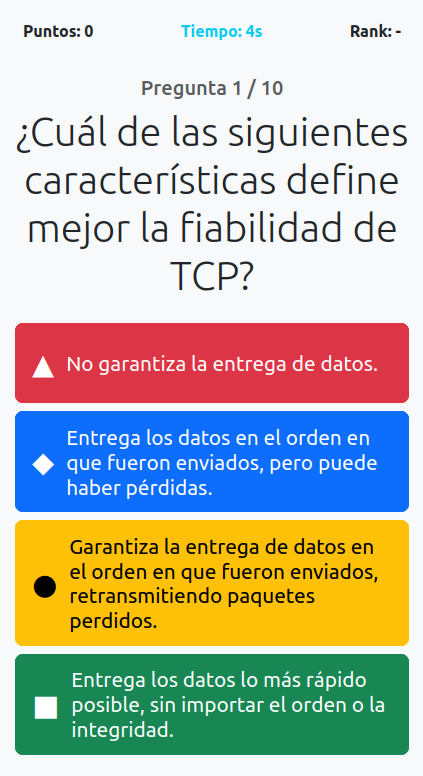 Puntos: 0 Tiempo: 4s Rank: -
Pregunta 1 / 10
¿Cuál de las siguientes
características define
mejor la fiabilidad de
TCP?
No garantiza la entrega de datos.
Entrega los datos en el orden en
que fueron enviados, pero puede
haber pérdidas.
Garantiza la entrega de datos en
el orden en que fueron enviados,
retransmitiendo paquetes
perdidos.
Entrega los datos lo más rápido
posible, sin importar el orden o la
integridad.